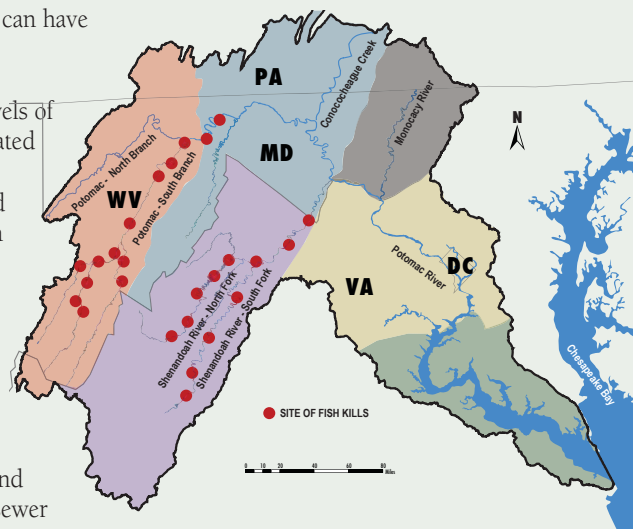 can have
vels of
ated
d
n
nd
sewer
PA
Conococheague Creek
Monocacy River
N
MD
Potomac - North Branch
Potomac - South Branch
WV
Potomac River
DC
VA
Shenandoah River - North Fork
Shenandoah River - South Fork
Chesapeake Bay
SITE OF FISH KILLS
0 10 20 40 60 80
Miles